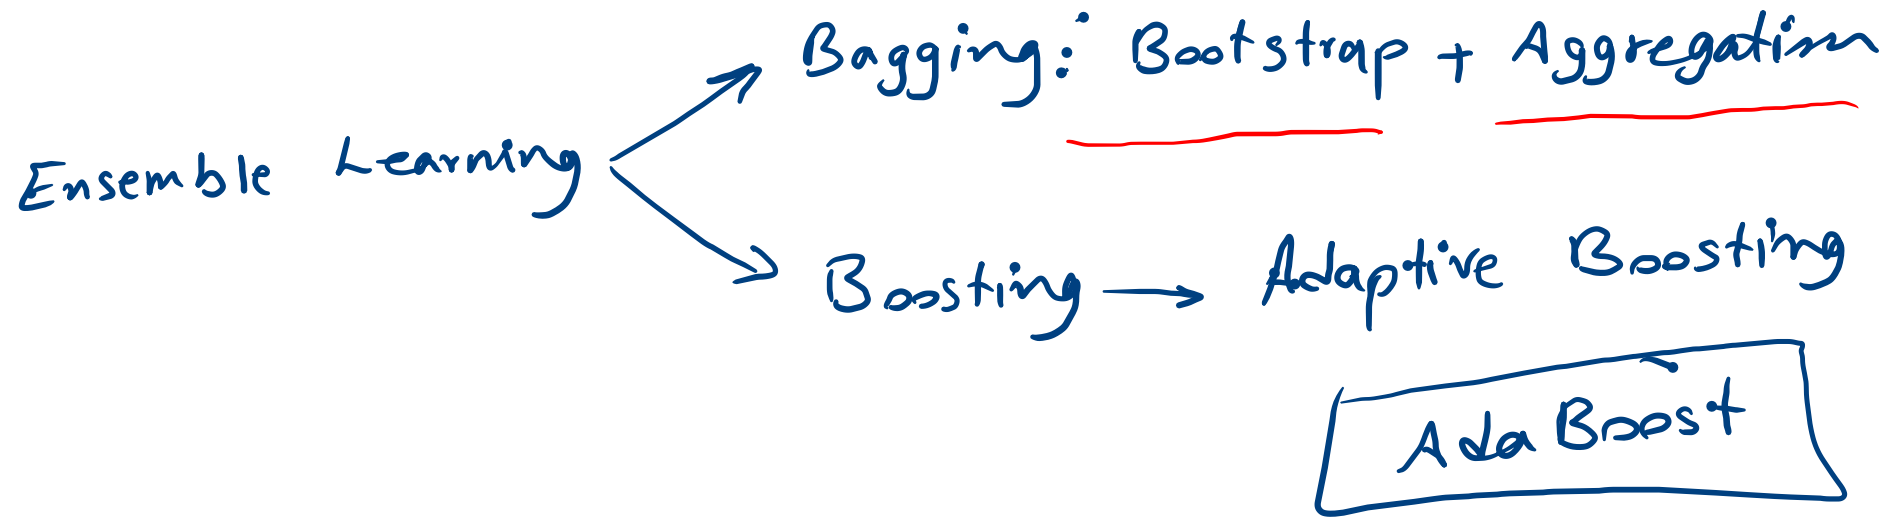 Bagging: Bootstrap + Aggregation
Ensemble Learning
Boosting → Adaptive Boosting
AdaBoost